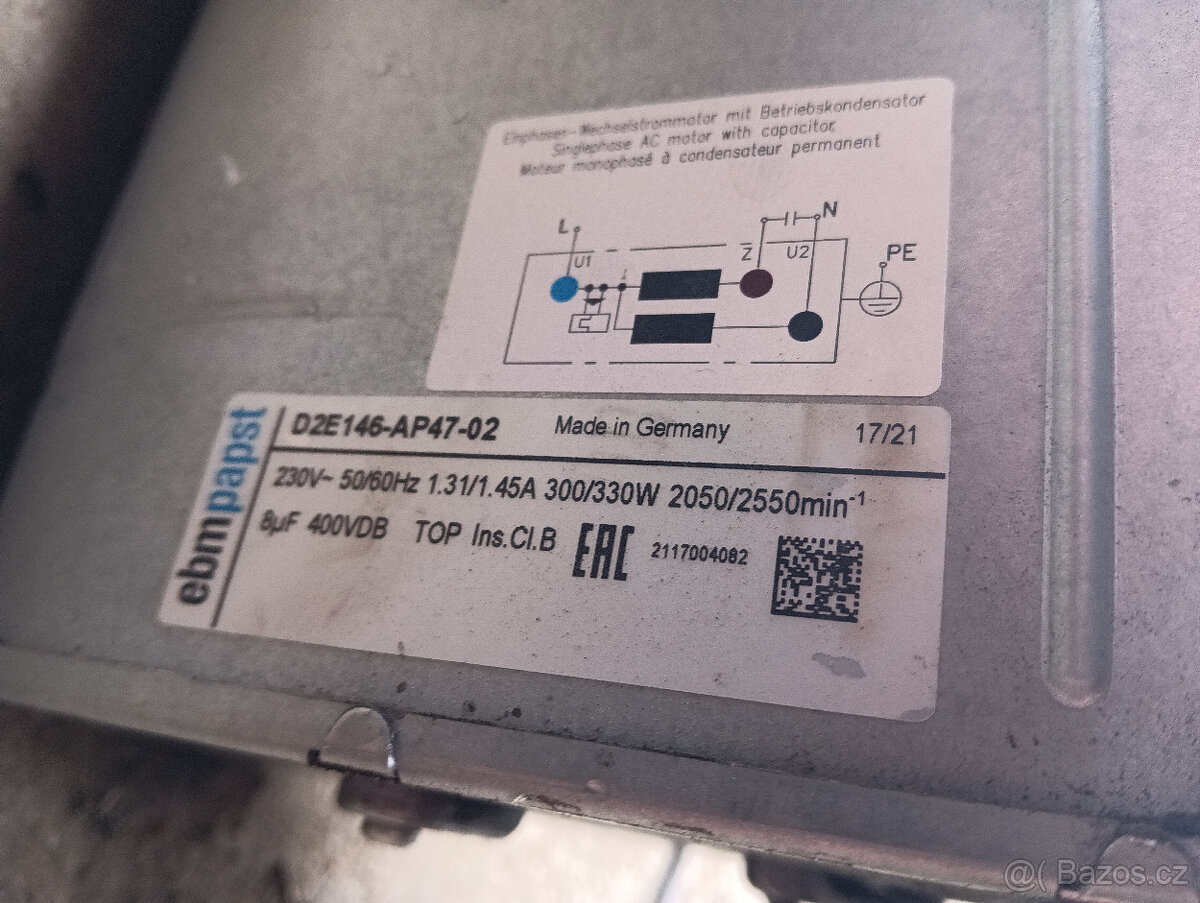 Einphasen-Wechselstrommotor mit Betriebskondensator
Singlephase AC motor with capacitor
Moteur monophasé à condensateur permanent
L
N
U1
Z
U2
PE
ebmpapst
D2E146-AP47-02 Made in Germany 17/21
230V~ 50/60Hz 1.31/1.45A 300/330W 2050/2550min-1
8µF 400VDB TOP Ins.Cl.B EAC 2117004082
@( Bazos.cz